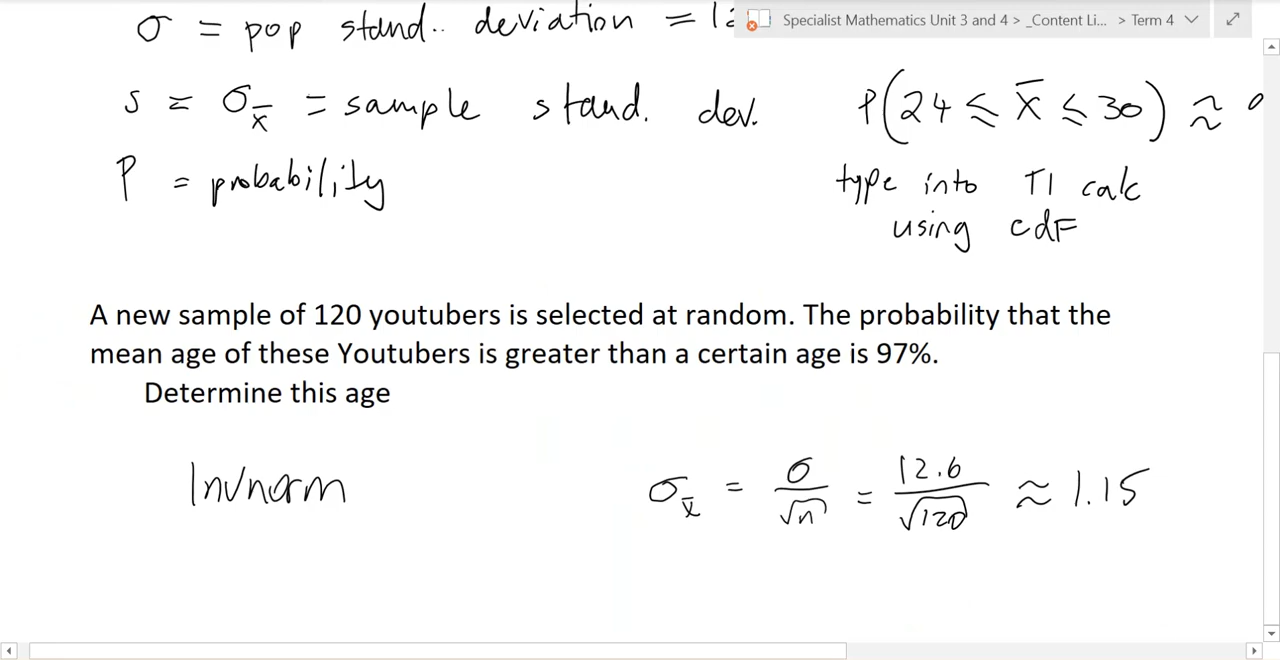 Specialist Mathematics Unit 3 and 4 > _Content Li... > Term 4
σ = pop stand.. deviation =
s = σx̄ = sample stand. dev.
P = probability
P(24 ≤ X̄ ≤ 30) ≈
type into TI calc
using cdF
A new sample of 120 youtubers is selected at random. The probability that the
mean age of these Youtubers is greater than a certain age is 97%.
Determine this age
Invnorm
σx̄ = σ/√n = 12.6/√120 ≈ 1.15